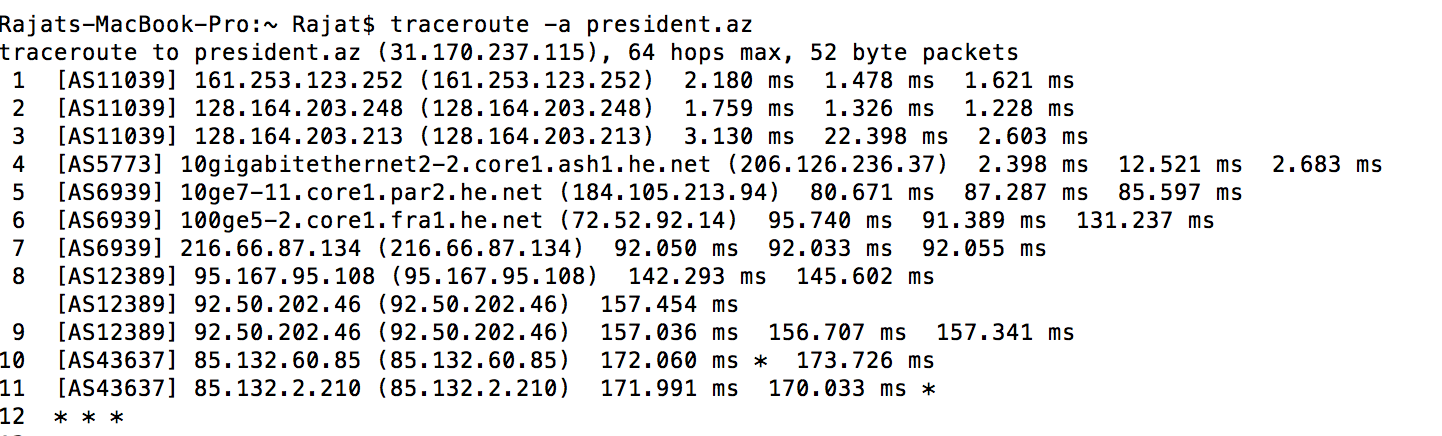 Rajats-MacBook-Pro:~ Rajat$ traceroute -a president.az
traceroute to president.az (31.170.237.115), 64 hops max, 52 byte packets
 1  [AS11039] 161.253.123.252 (161.253.123.252)  2.180 ms  1.478 ms  1.621 ms
 2  [AS11039] 128.164.203.248 (128.164.203.248)  1.759 ms  1.326 ms  1.228 ms
 3  [AS11039] 128.164.203.213 (128.164.203.213)  3.130 ms  22.398 ms  2.603 ms
 4  [AS5773] 10gigabitethernet2-2.core1.ash1.he.net (206.126.236.37)  2.398 ms  12.521 ms  2.683 ms
 5  [AS6939] 10ge7-11.core1.par2.he.net (184.105.213.94)  80.671 ms  87.287 ms  85.597 ms
 6  [AS6939] 100ge5-2.core1.fra1.he.net (72.52.92.14)  95.740 ms  91.389 ms  131.237 ms
 7  [AS6939] 216.66.87.134 (216.66.87.134)  92.050 ms  92.033 ms  92.055 ms
 8  [AS12389] 95.167.95.108 (95.167.95.108)  142.293 ms  145.602 ms
    [AS12389] 92.50.202.46 (92.50.202.46)  157.454 ms
 9  [AS12389] 92.50.202.46 (92.50.202.46)  157.036 ms  156.707 ms  157.341 ms
10  [AS43637] 85.132.60.85 (85.132.60.85)  172.060 ms *  173.726 ms
11  [AS43637] 85.132.2.210 (85.132.2.210)  171.991 ms  170.033 ms *
12  * * *